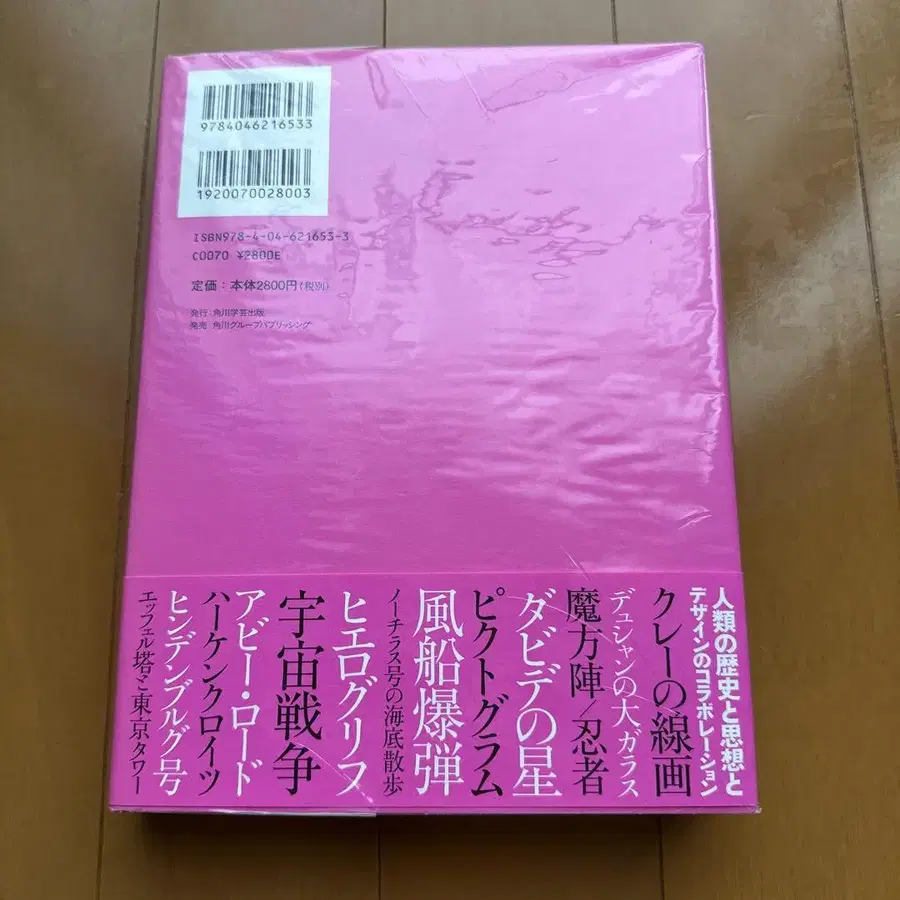 9784046216533
1920070028003
ISBN978-4-04-621653-3
C0070 ¥2800E
定価：本体2800円（税別）
発行 角川学芸出版
発売 角川グループパブリッシング
人類の歴史と思想と
デザインのコラボレーション
クレーの線画
デュシャンの大ガラス
魔方陣/忍者
ダビデの星
ピクトグラム
風船爆弾
ノーチラス号の海底散歩
ヒエログリフ
宇宙戦争
アビー・ロード
ハーケンクロイツ
ヒンデンブルグ号
エッフェル塔と東京タワー